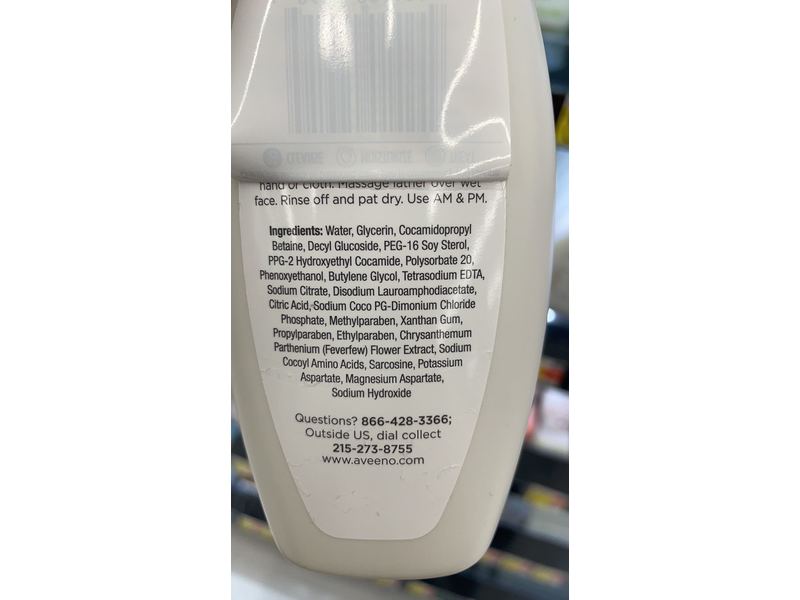 hand or cloth. Massage lather over wet
face. Rinse off and pat dry. Use AM & PM.
Ingredients: Water, Glycerin, Cocamidopropyl
Betaine, Decyl Glucoside, PEG-16 Soy Sterol,
PPG-2 Hydroxyethyl Cocamide, Polysorbate 20,
Phenoxyethanol, Butylene Glycol, Tetrasodium EDTA,
Sodium Citrate, Disodium Lauroamphodiacetate,
Citric Acid, Sodium Coco PG-Dimonium Chloride
Phosphate, Methylparaben, Xanthan Gum,
Propylparaben, Ethylparaben, Chrysanthemum
Parthenium (Feverfew) Flower Extract, Sodium
Cocoyl Amino Acids, Sarcosine, Potassium
Aspartate, Magnesium Aspartate,
Sodium Hydroxide
Questions? 866-428-3366;
Outside US, dial collect
215-273-8755
www.aveeno.com